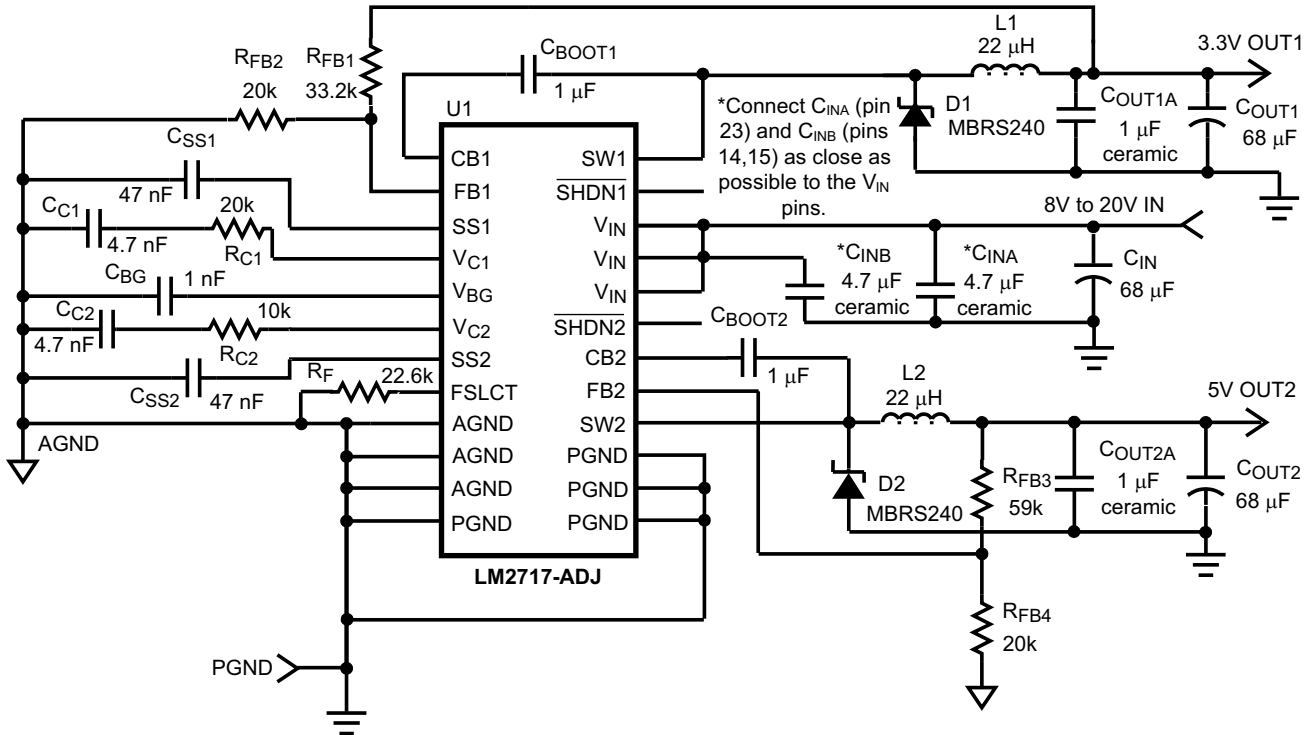 L1
22 μH
3.3V OUT1
RFB2
20k
RFB1
33.2k
CBOOT1
1 μF
U1
*Connect CINA (pin
23) and CINB (pins
14,15) as close as
possible to the VIN
pins.
D1
MBRS240
COUT1A
1 μF
ceramic
COUT1
68 μF
CSS1
47 nF
CC1
4.7 nF
20k
RC1
CBG
1 nF
CC2
4.7 nF
10k
RC2
CSS2
47 nF
RF
22.6k
AGND
CB1
FB1
SS1
VC1
VBG
VC2
SS2
FSLCT
AGND
AGND
AGND
PGND
SW1
SHDN1
VIN
VIN
VIN
SHDN2
CB2
FB2
SW2
PGND
PGND
PGND
LM2717-ADJ
8V to 20V IN
*CINB
4.7 μF
ceramic
*CINA
4.7 μF
ceramic
CIN
68 μF
CBOOT2
1 μF
L2
22 μH
5V OUT2
D2
MBRS240
RFB3
59k
COUT2A
1 μF
ceramic
COUT2
68 μF
RFB4
20k
PGND